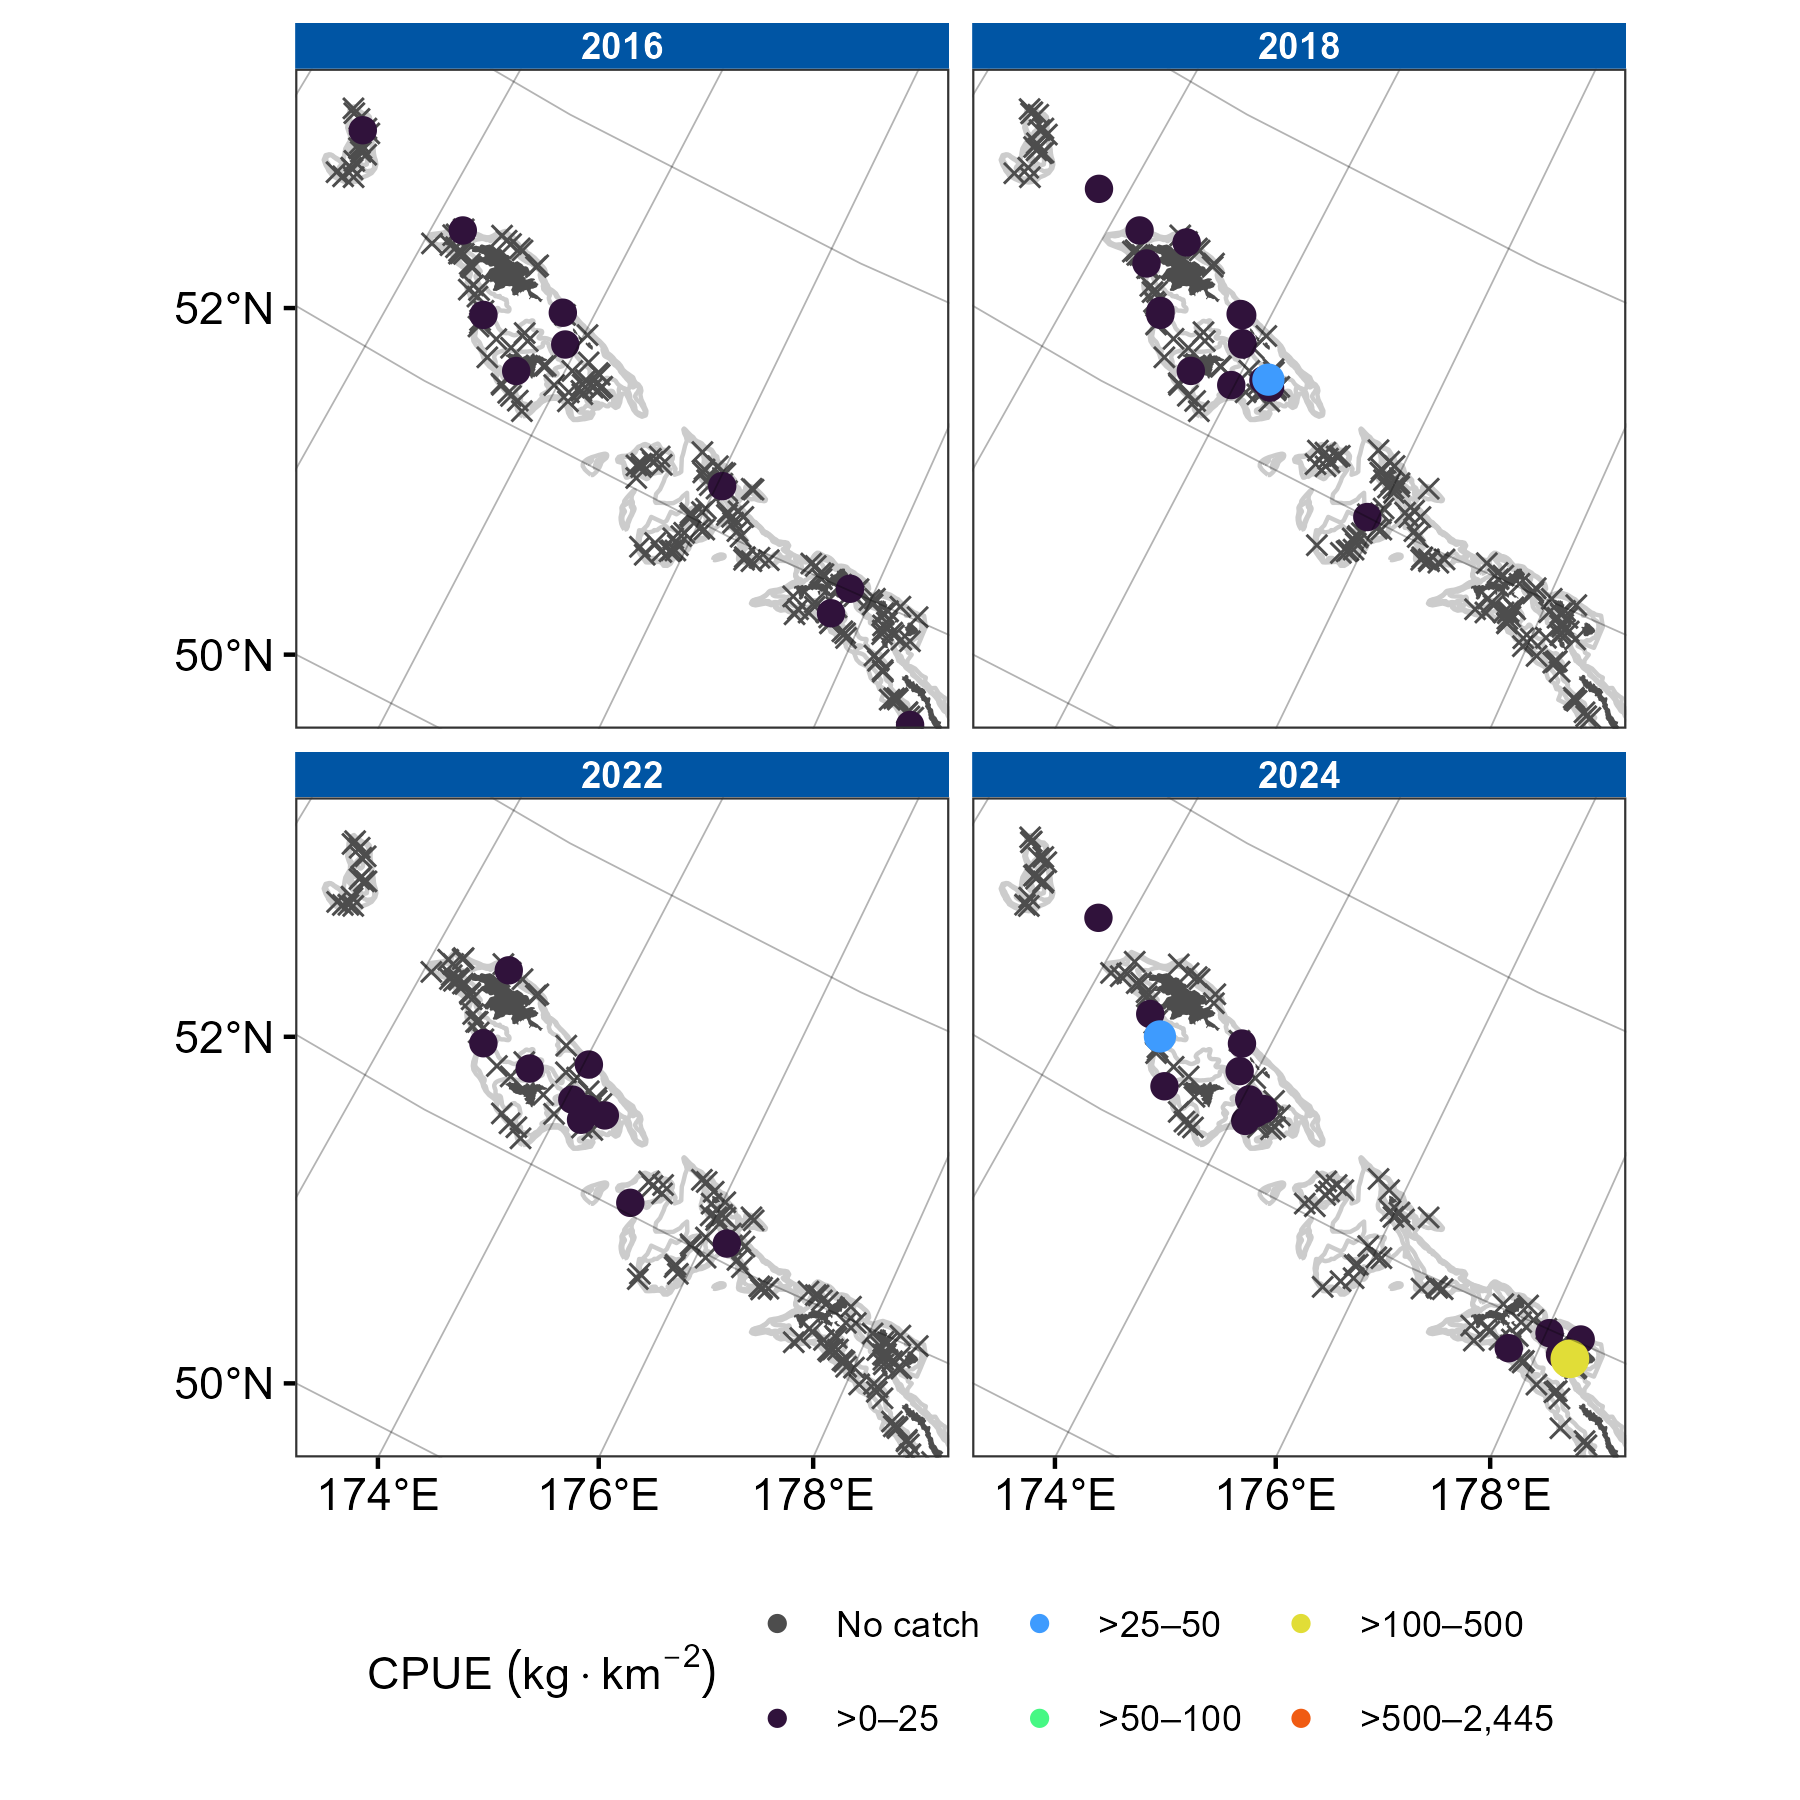 2016 2018
52°N
50°N
2022 2024
52°N
50°N
174°E 176°E 178°E 174°E 176°E 178°E
CPUE (kg · km⁻²)
No catch >25–50 >100–500
>0–25 >50–100 >500–2,445